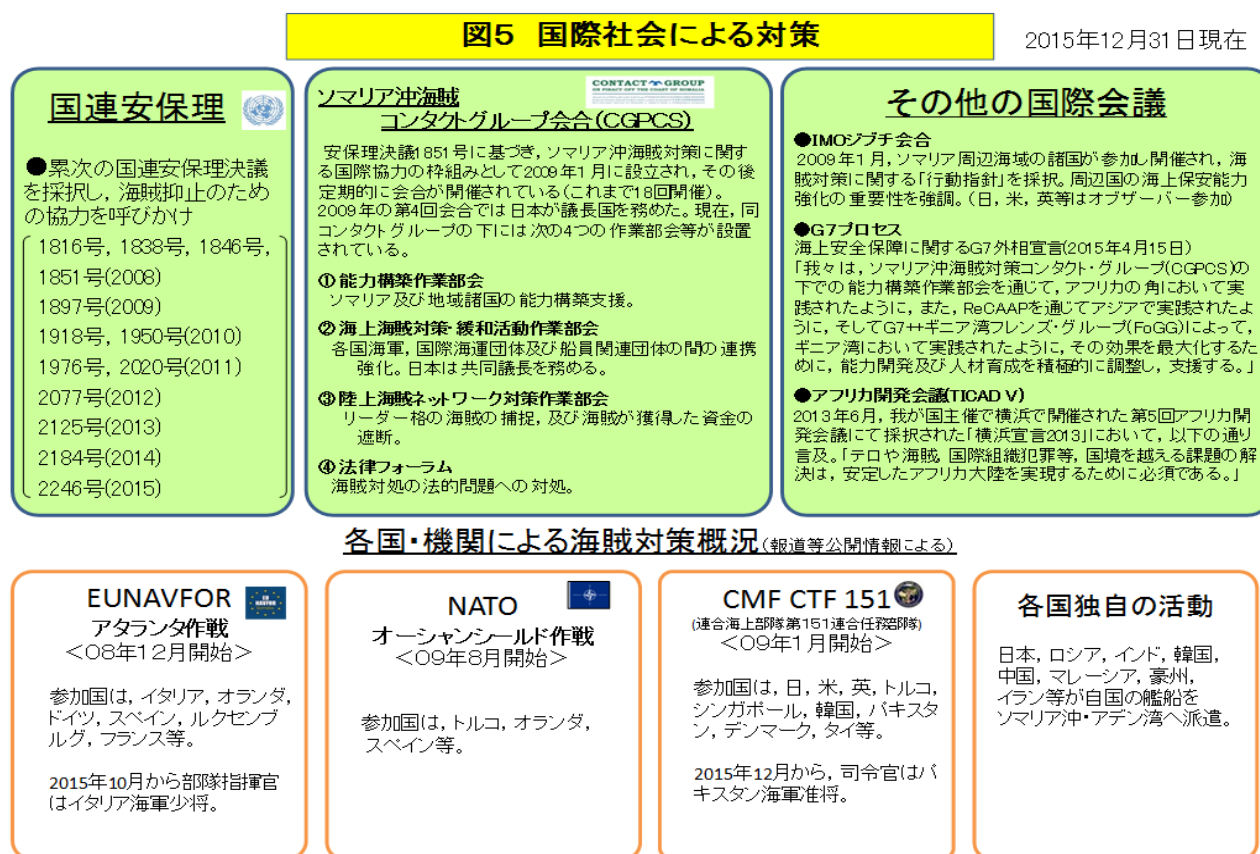 図5 国際社会による対策
2015年12月31日現在
国連安保理
●累次の国連安保理決議
を採択し，海賊抑止のため
の協力を呼びかけ
1816号，1838号，1846号，
1851号(2008)
1897号(2009)
1918号，1950号(2010)
1976号，2020号(2011)
2077号(2012)
2125号(2013)
2184号(2014)
2246号(2015)
CONTACT GROUP
ON PIRACY OFF THE COAST OF SOMALIA
ソマリア沖海賊
コンタクトグループ会合(CGPCS)
安保理決議1851号に基づき，ソマリア沖海賊対策に関す
る国際協力の枠組みとして2009年1月に設立され，その後
定期的に会合が開催されている(これまで18回開催)。
2009年の第4回会合では日本が議長国を務めた。現在，同
コンタクトグループの下には次の4つの作業部会等が設置
されている。
①能力構築作業部会
ソマリア及び地域諸国の能力構築支援。
②海上海賊対策・緩和活動作業部会
各国海軍，国際海運団体及び船員関連団体の間の連携
強化。日本は共同議長を務める。
③陸上海賊ネットワーク対策作業部会
リーダー格の海賊の捕捉，及び海賊が獲得した資金の
遮断。
④法律フォーラム
海賊対処の法的問題への対処。
その他の国際会議
●IMOジブチ会合
2009年1月，ソマリア周辺海域の諸国が参加し開催され，海
賊対策に関する「行動指針」を採択。周辺国の海上保安能力
強化の重要性を強調。(日，米，英等はオブザーバー参加)
●G7プロセス
海上安全保障に関するG7外相宣言(2015年4月15日)
「我々は，ソマリア沖海賊対策コンタクト・グループ(CGPCS)の
下での能力構築作業部会を通じて，アフリカの角において実
践されたように，また，ReCAAPを通じてアジアで実践されたよ
うに，そしてG7++ギニア湾フレンズ・グループ(FoGG)によって，
ギニア湾において実践されたように，その効果を最大化するた
めに，能力開発及び人材育成を積極的に調整し，支援する。」
●アフリカ開発会議(TICAD V)
2013年6月，我が国主催で横浜で開催された第5回アフリカ開
発会議にて採択された「横浜宣言2013」において，以下の通り
言及。「テロや海賊，国際組織犯罪等，国境を越える課題の解
決は，安定したアフリカ大陸を実現するために必須である。」
各国・機関による海賊対策概況(報道等公開情報による)
EUNAVFOR
アタランタ作戦
＜08年12月開始＞
参加国は，イタリア，オランダ，
ドイツ，スペイン，ルクセンブ
ルグ，フランス等。
2015年10月から部隊指揮官
はイタリア海軍少将。
NATO
オーシャンシールド作戦
＜09年8月開始＞
参加国は，トルコ，オランダ，
スペイン等。
CMF CTF 151
(連合海上部隊第151連合任務部隊)
＜09年1月開始＞
参加国は，日，米，英，トルコ，
シンガポール，韓国，パキスタ
ン，デンマーク，タイ等。
2015年12月から，司令官はパ
キスタン海軍准将。
各国独自の活動
日本，ロシア，インド，韓国，
中国，マレーシア，豪州，
イラン等が自国の艦船を
ソマリア沖・アデン湾へ派遣。